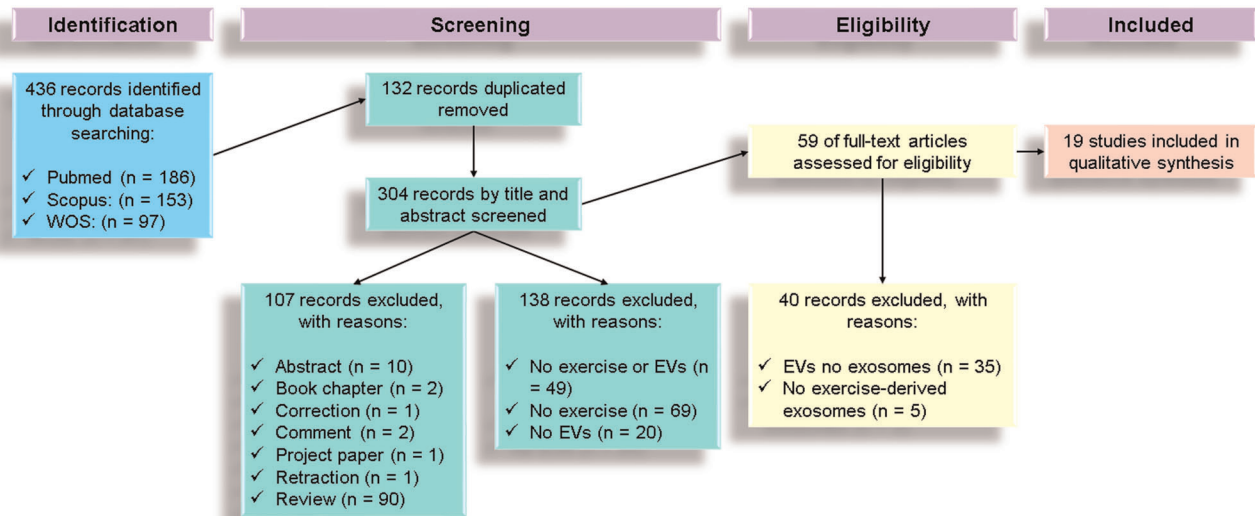 Identification
Screening
Eligibility
Included
436 records identified
through database
searching:
✓ Pubmed (n = 186)
✓ Scopus: (n = 153)
✓ WOS: (n = 97)
132 records duplicated
removed
304 records by title and
abstract screened
107 records excluded,
with reasons:
✓ Abstract (n = 10)
✓ Book chapter (n = 2)
✓ Correction (n = 1)
✓ Comment (n = 2)
✓ Project paper (n = 1)
✓ Retraction (n = 1)
✓ Review (n = 90)
138 records excluded,
with reasons:
✓ No exercise or EVs (n
= 49)
✓ No exercise (n = 69)
✓ No EVs (n = 20)
59 of full-text articles
assessed for eligibility
40 records excluded, with
reasons:
✓ EVs no exosomes (n = 35)
✓ No exercise-derived
exosomes (n = 5)
19 studies included in
qualitative synthesis